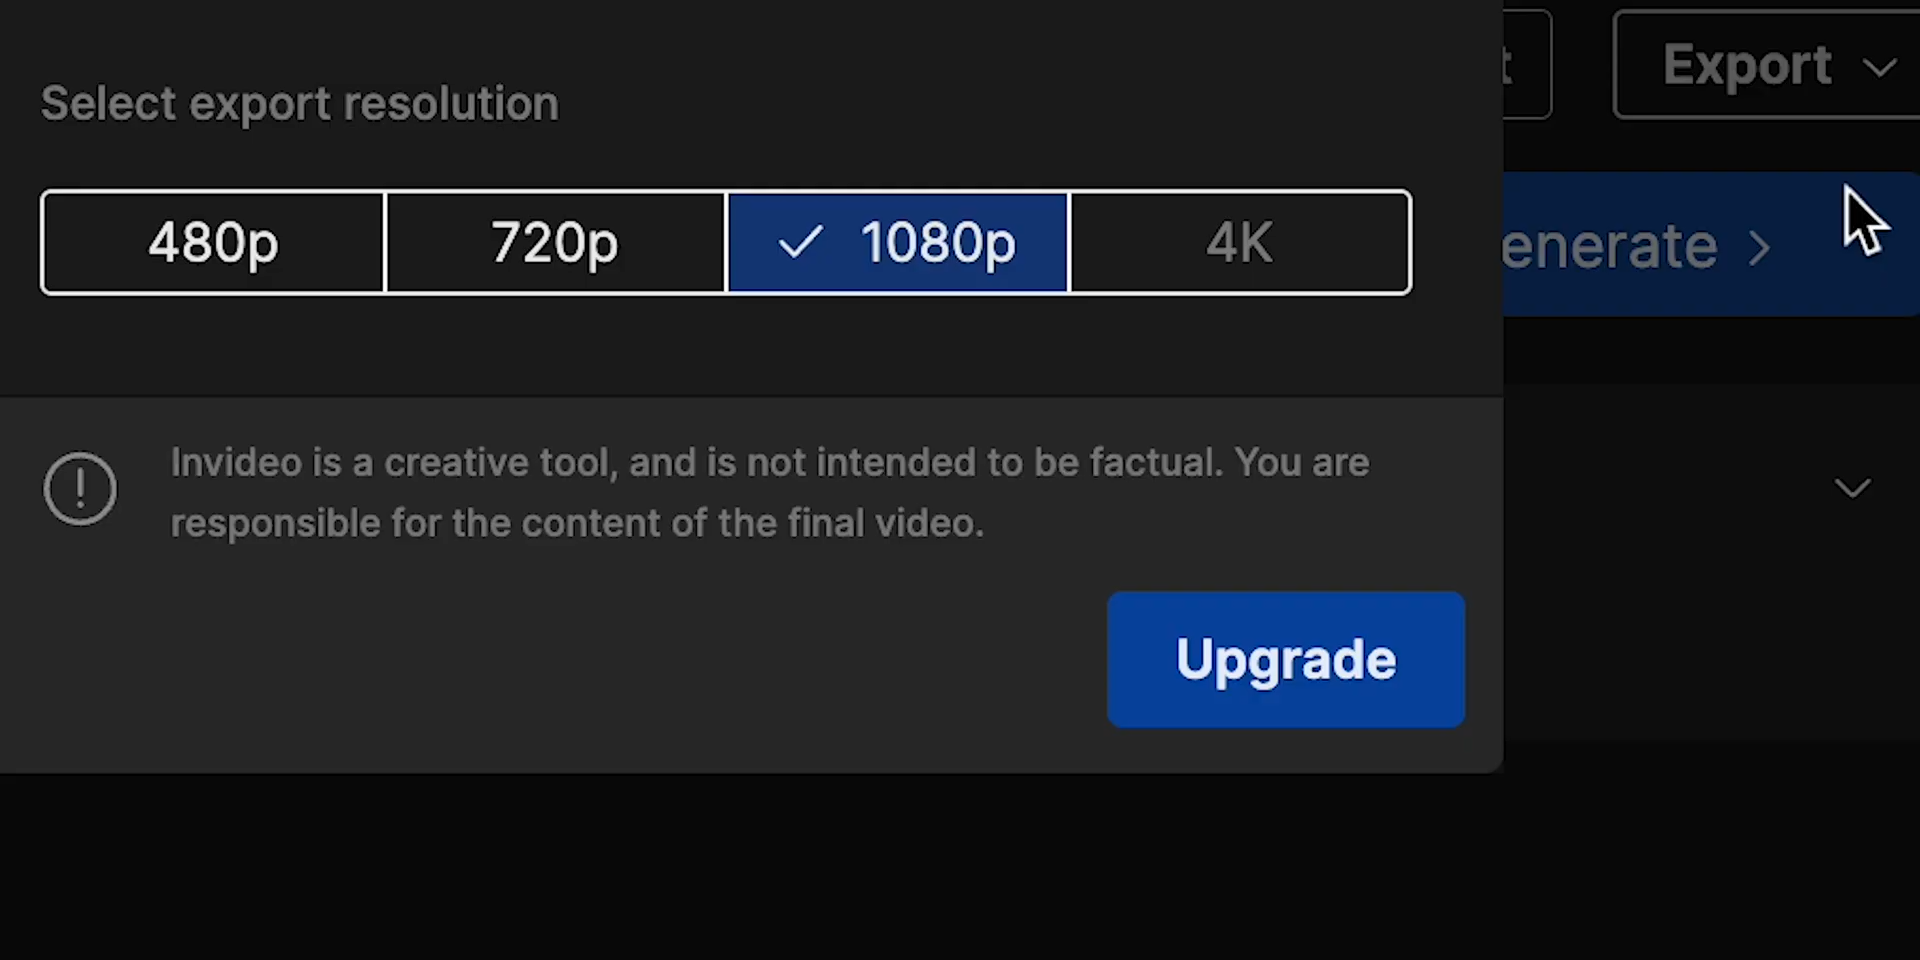 Select export resolution
Export
480p
720p
1080p
4K
enerate
Invideo is a creative tool, and is not intended to be factual. You are
responsible for the content of the final video.
Upgrade